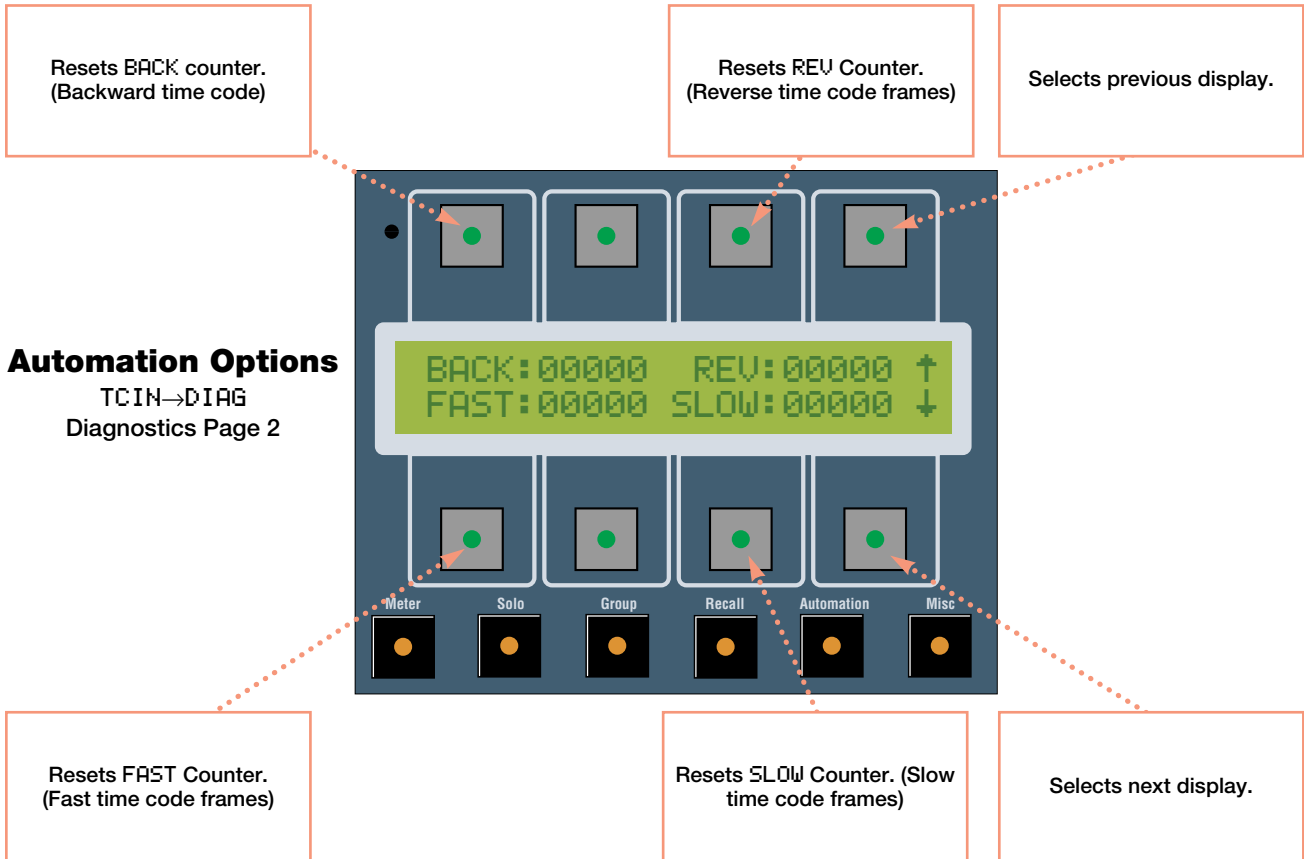 Resets BACK counter.
(Backward time code)
Resets REV Counter.
(Reverse time code frames)
Selects previous display.
Automation Options
TCIN→DIAG
Diagnostics Page 2
BACK:00000 REV:00000 ↑
FAST:00000 SLOW:00000 ↓
Meter Solo Group Recall Automation Misc
Resets FAST Counter.
(Fast time code frames)
Resets SLOW Counter. (Slow
time code frames)
Selects next display.